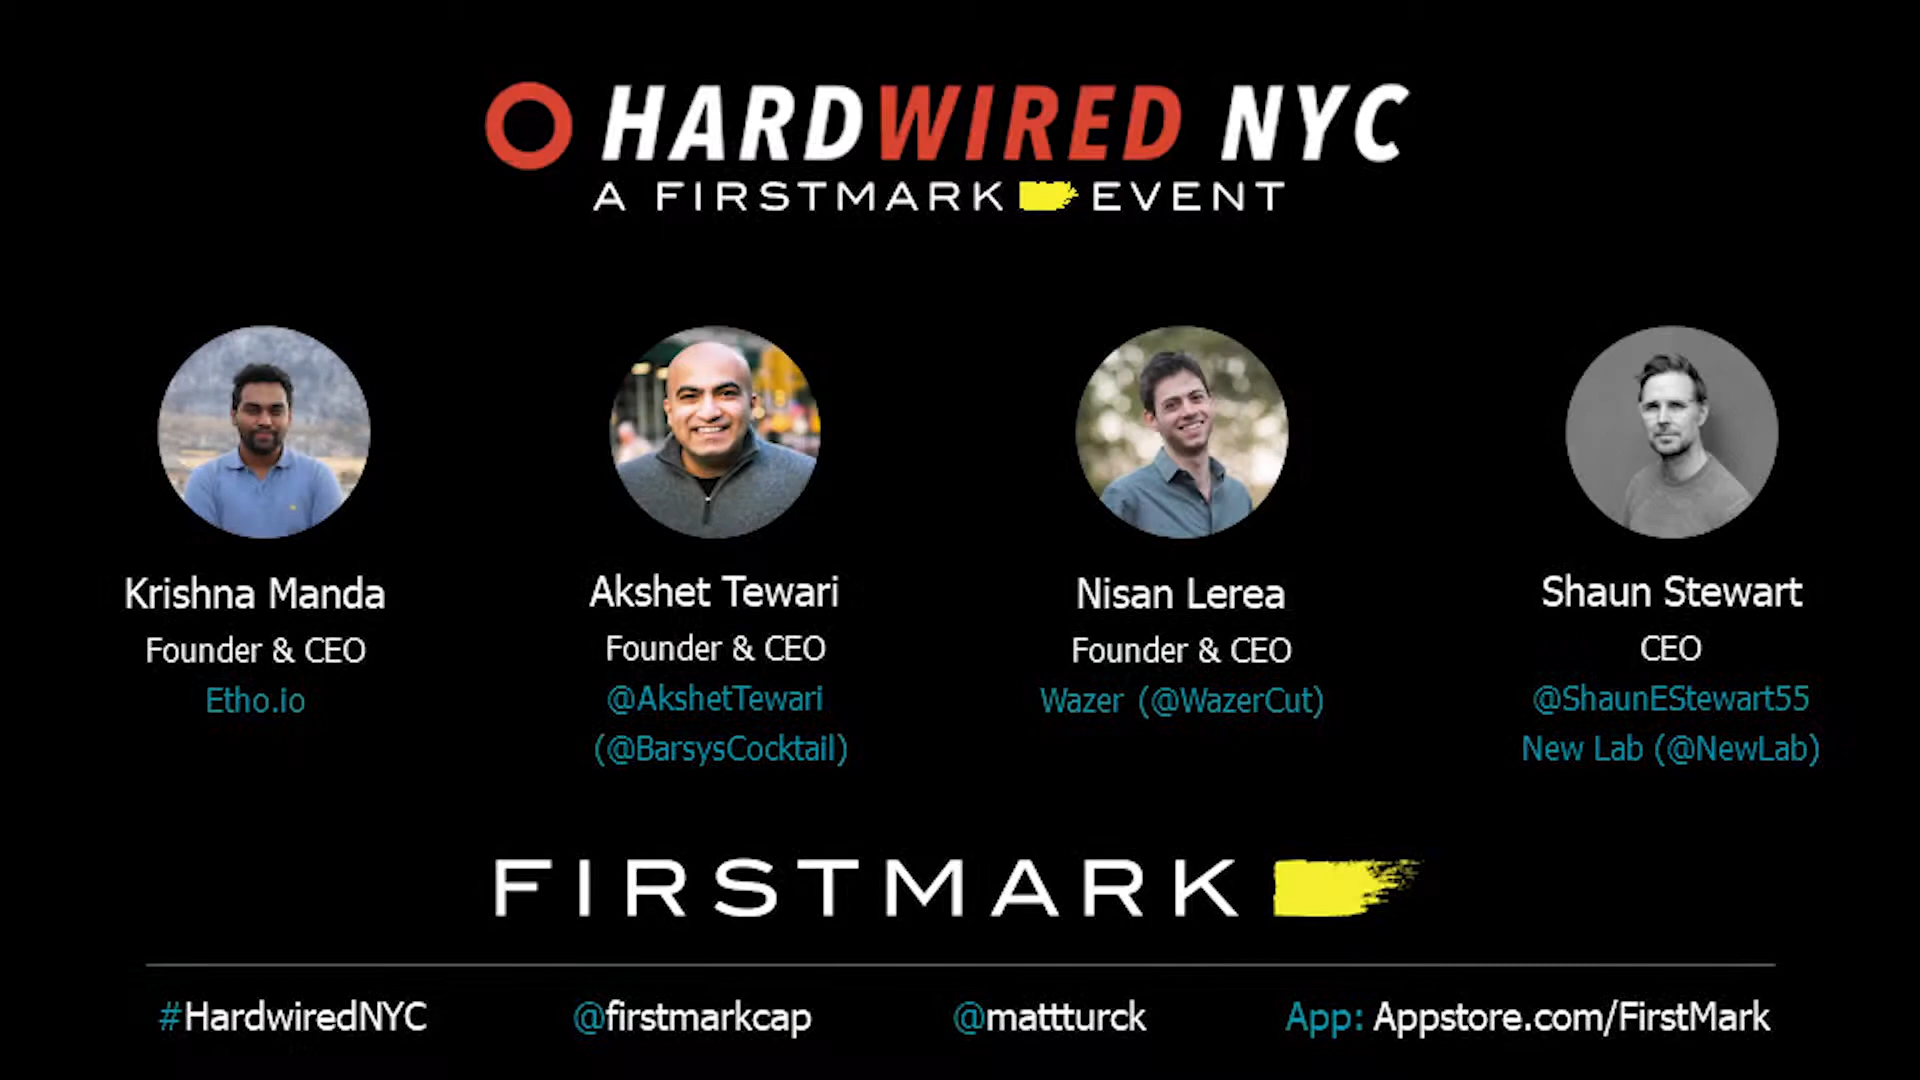 HARDWIRED NYC
A FIRSTMARK EVENT
Krishna Manda
Founder & CEO
Etho.io
Akshet Tewari
Founder & CEO
@AkshetTewari
(@BarsysCocktail)
Nisan Lerea
Founder & CEO
Wazer (@WazerCut)
Shaun Stewart
CEO
@ShaunEStewart55
New Lab (@NewLab)
FIRSTMARK
#HardwiredNYC
@firstmarkcap
@mattturck
App: Appstore.com/FirstMark